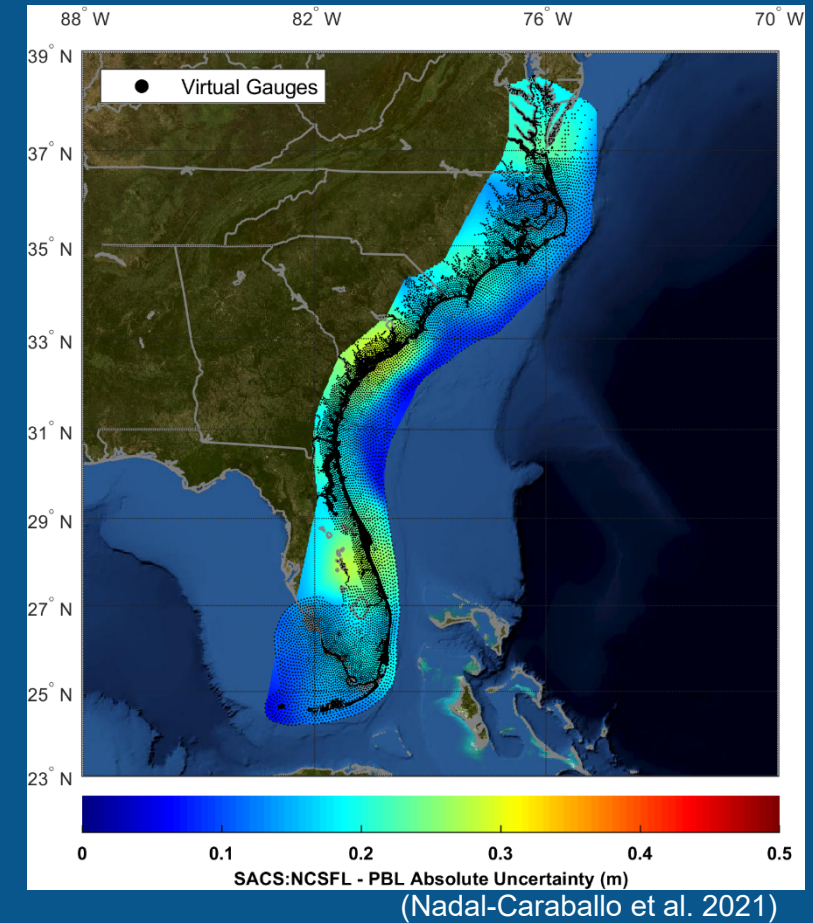 88° W 82° W 76° W 70° W
39° N
Virtual Gauges
37° N
35° N
33° N
31° N
29° N
27° N
25° N
23° N
0 0.1 0.2 0.3 0.4 0.5
SACS:NCSFL - PBL Absolute Uncertainty (m)
(Nadal-Caraballo et al. 2021)